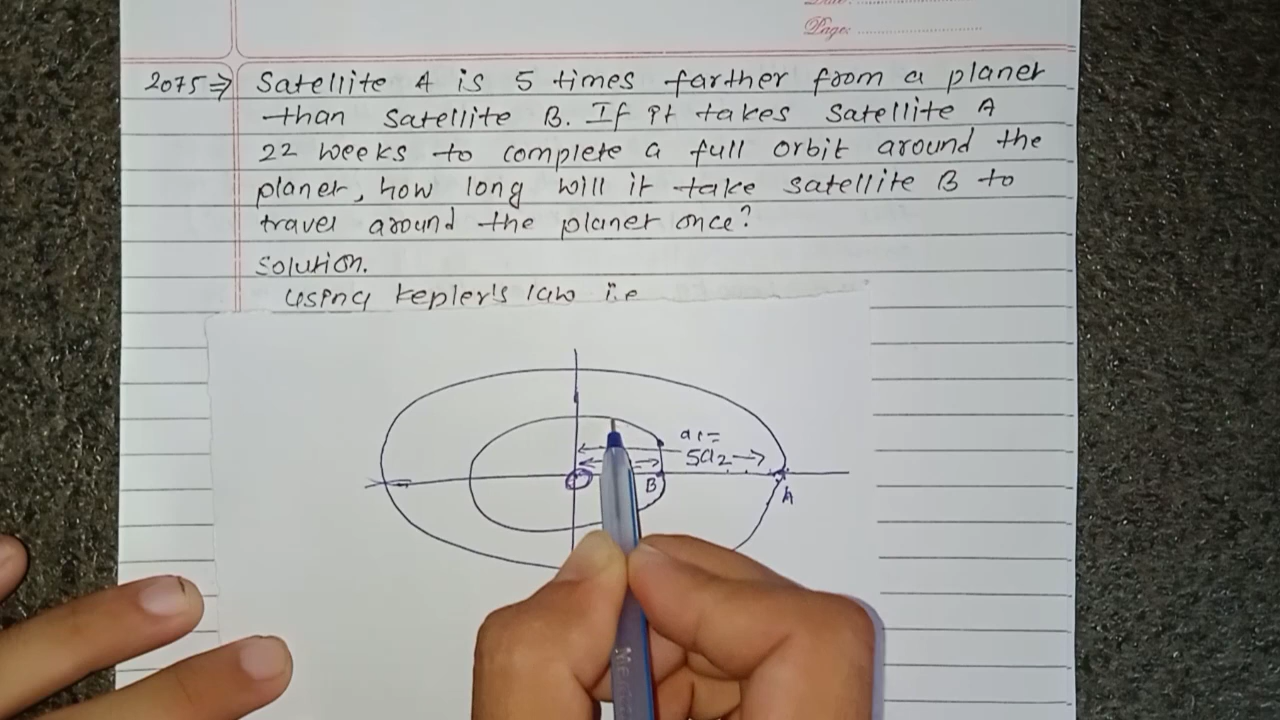 Page:
2075⇒ Satellite A is 5 times farther from a planet
than satellite B. If it takes satellite A
22 weeks to complete a full orbit around the
planet, how long will it take satellite B to
travel around the planet once?
Solution.
Using Kepler's law i.e
a1=
5a2
B
A